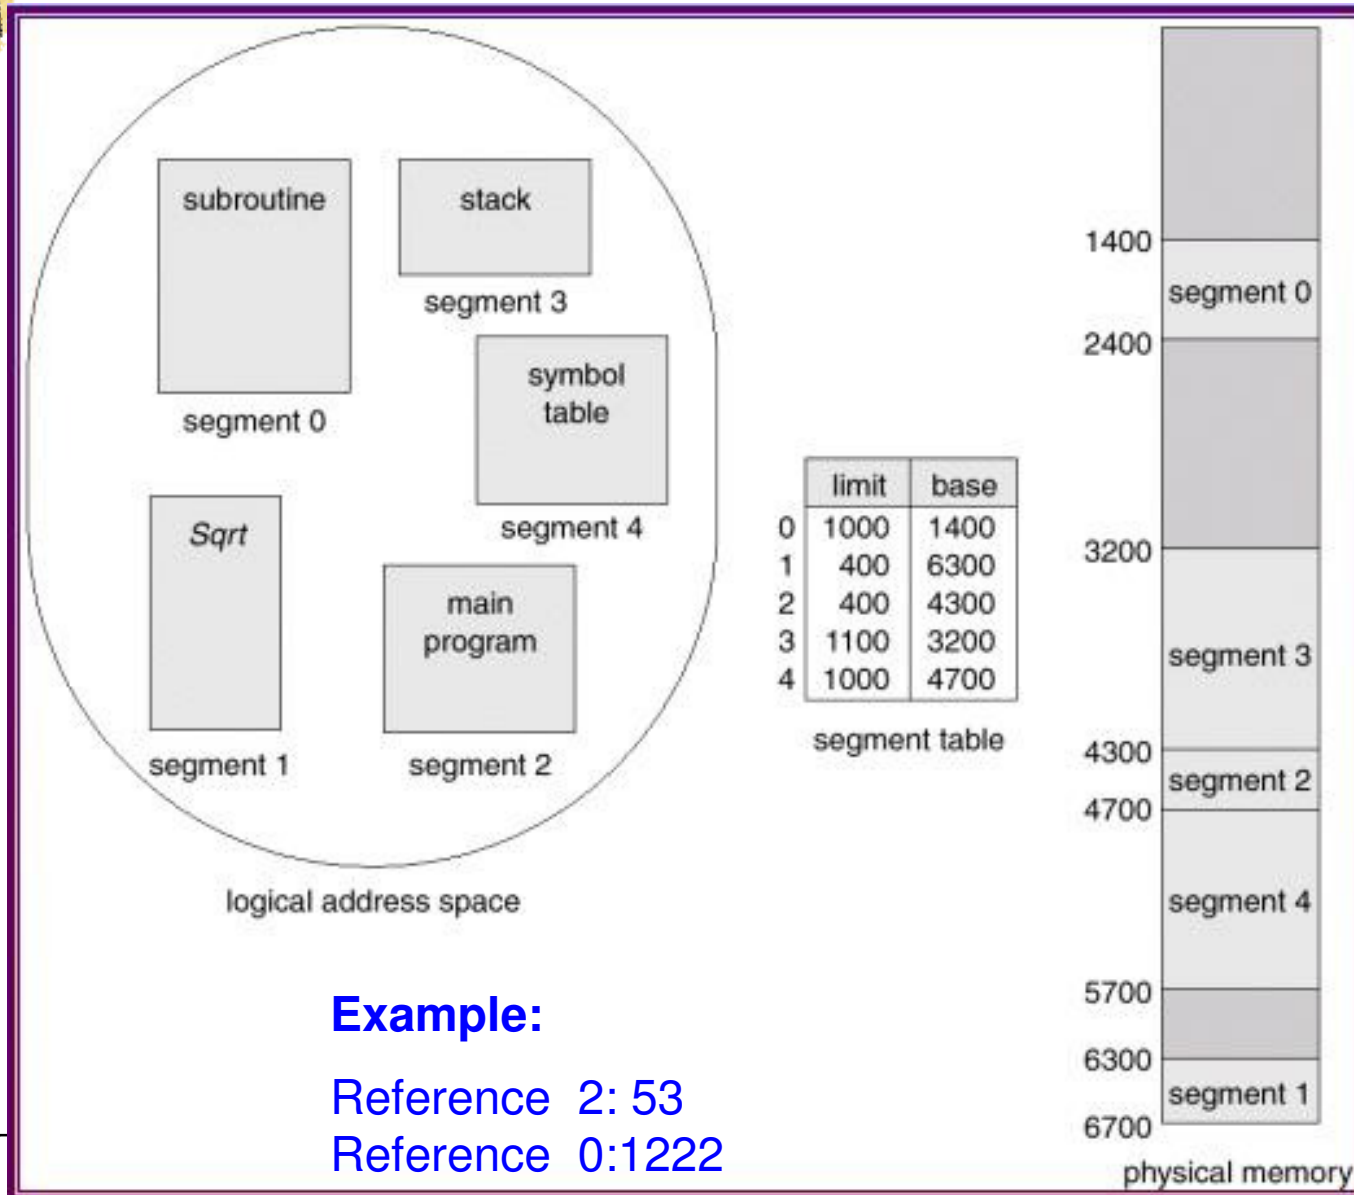 subroutine
segment 0
stack
segment 3
symbol
table
segment 4
Sqrt
segment 1
main
program
segment 2
logical address space
limit base
0 1000 1400
1 400 6300
2 400 4300
3 1100 3200
4 1000 4700
segment table
1400
segment 0
2400
3200
segment 3
4300
segment 2
4700
segment 4
5700
6300
segment 1
6700
physical memory
Example:
Reference 2: 53
Reference 0:1222